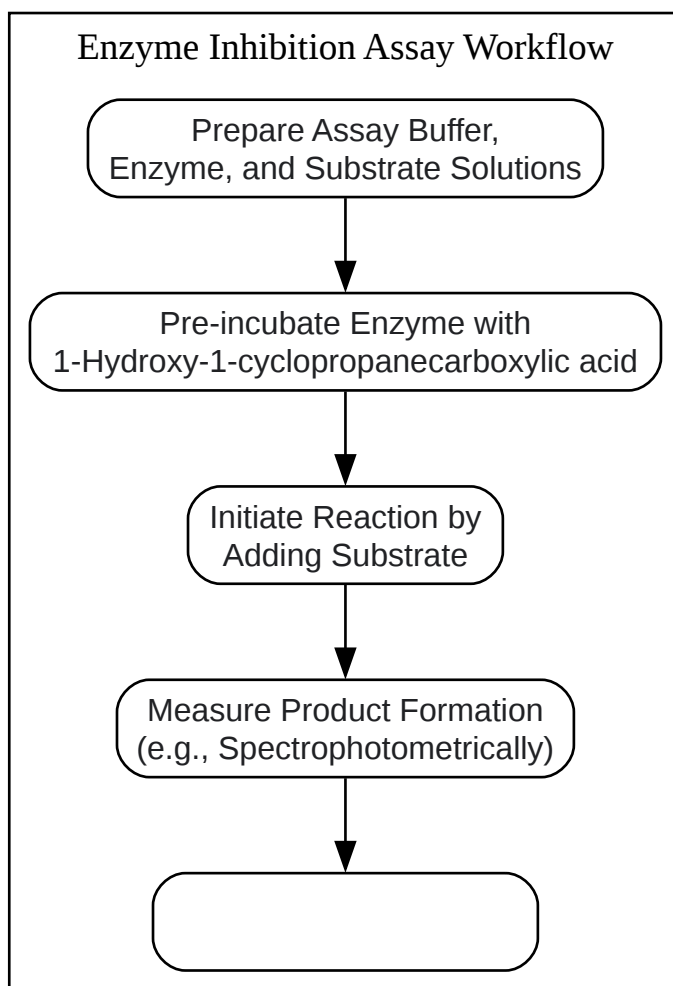 Enzyme Inhibition Assay Workflow
Prepare Assay Buffer,
Enzyme, and Substrate Solutions
Pre-incubate Enzyme with
1-Hydroxy-1-cyclopropanecarboxylic acid
Initiate Reaction by
Adding Substrate
Measure Product Formation
(e.g., Spectrophotometrically)